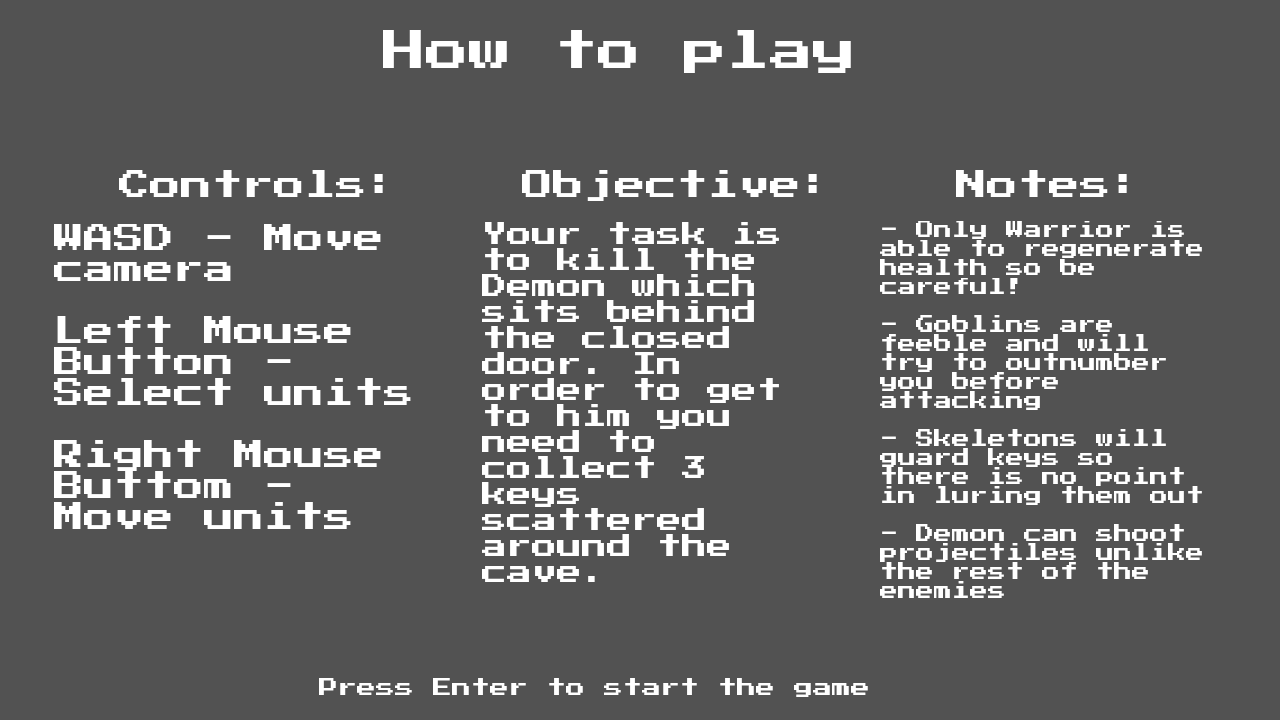 How to play
Controls:
WASD - Move
camera
Left Mouse
Button -
Select units
Right Mouse
Buttom -
Move units
Objective:
Your task is
to kill the
Demon which
sits behind
the closed
door. In
order to get
to him you
need to
collect 3
keys
scattered
around the
cave.
Notes:
- Only Warrior is
able to regenerate
health so be
careful!
- Goblins are
feeble and will
try to outnumber
you before
attacking
- Skeletons will
guard keys so
there is no point
in luring them out
- Demon can shoot
projectiles unlike
the rest of the
enemies
Press Enter to start the game